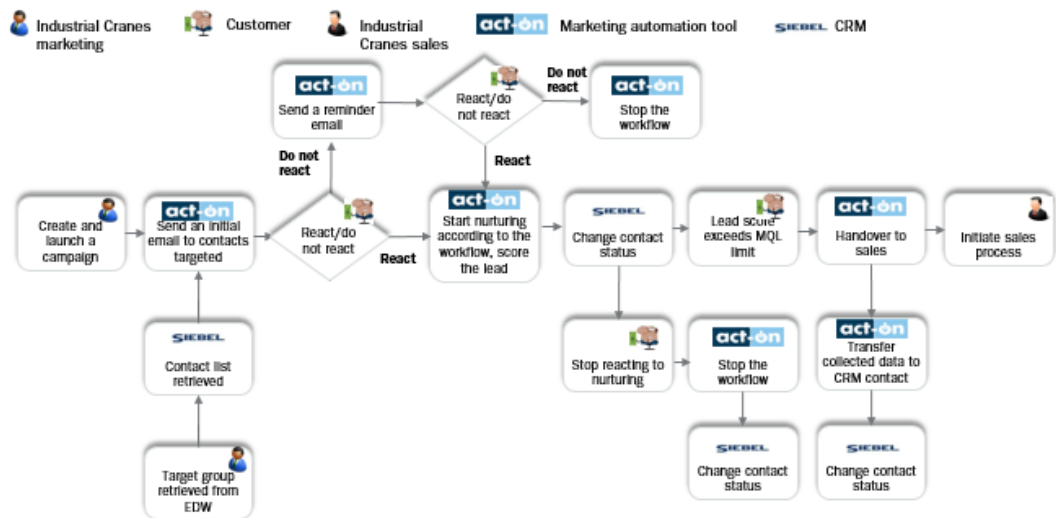 Industrial Cranes
marketing
Customer
Industrial
Cranes sales
act-on
Marketing automation tool
SIEBEL
CRM
act-on
Send a reminder
email
React/do
not react
Do not
react
act-on
Stop the
workflow
Do not
react
React
Create and
launch a
campaign
act-on
Send an initial
email to contacts
targeted
React/do
not react
React
act-on
Start nurturing
according to the
workflow, score
the lead
SIEBEL
Change contact
status
Lead score
exceeds MQL
limit
act-on
Handover to
sales
Initiate sales
process
SIEBEL
Contact list
retrieved
Stop reacting to
nurturing
act-on
Stop the
workflow
act-on
Transfer
collected data to
CRM contact
Target group
retrieved from
EDW
SIEBEL
Change contact
status
SIEBEL
Change contact
status